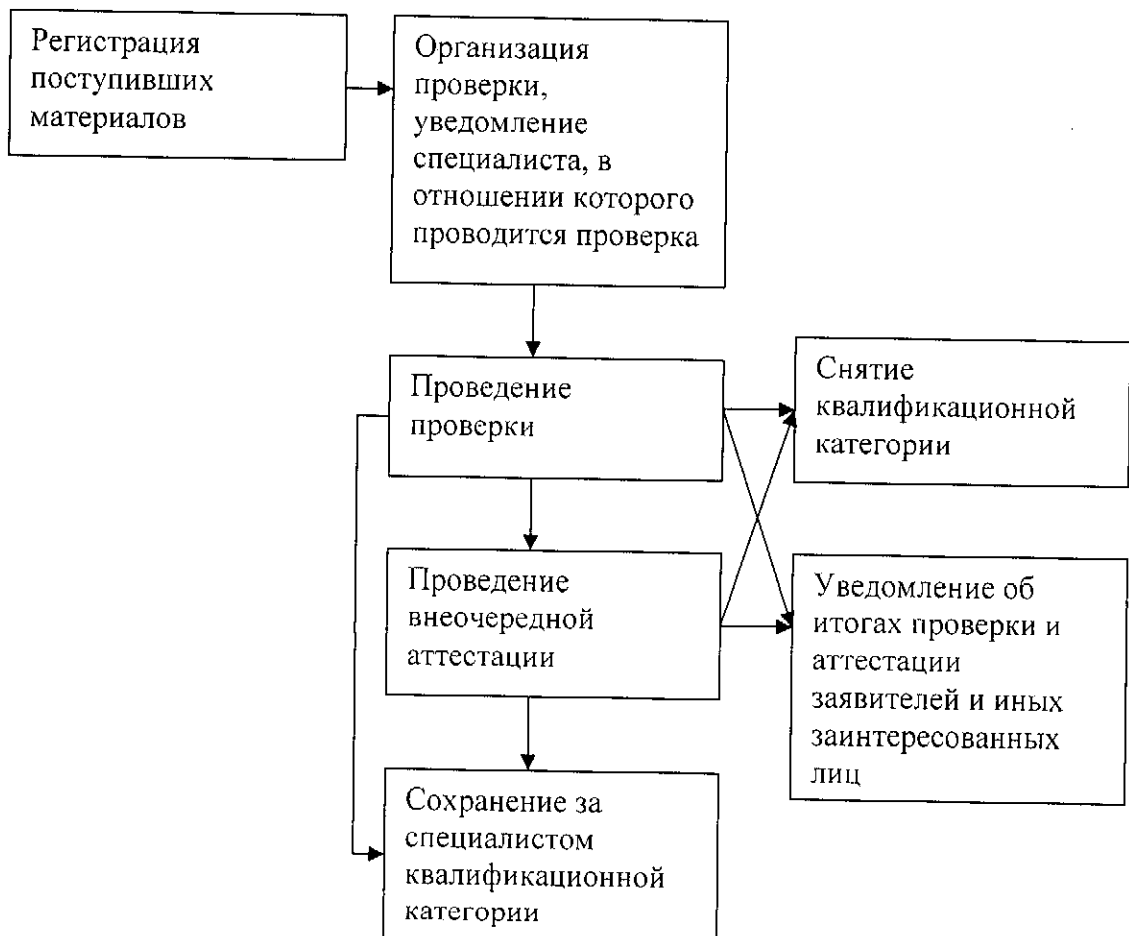 Регистрация
поступивших
материалов
Организация
проверки,
уведомление
специалиста, в
отношении которого
проводится проверка
Проведение
проверки
Снятие
квалификационной
категории
Проведение
внеочередной
аттестации
Уведомление об
итогах проверки и
аттестации
заявителей и иных
заинтересованных
лиц
Сохранение за
специалистом
квалификационной
категории